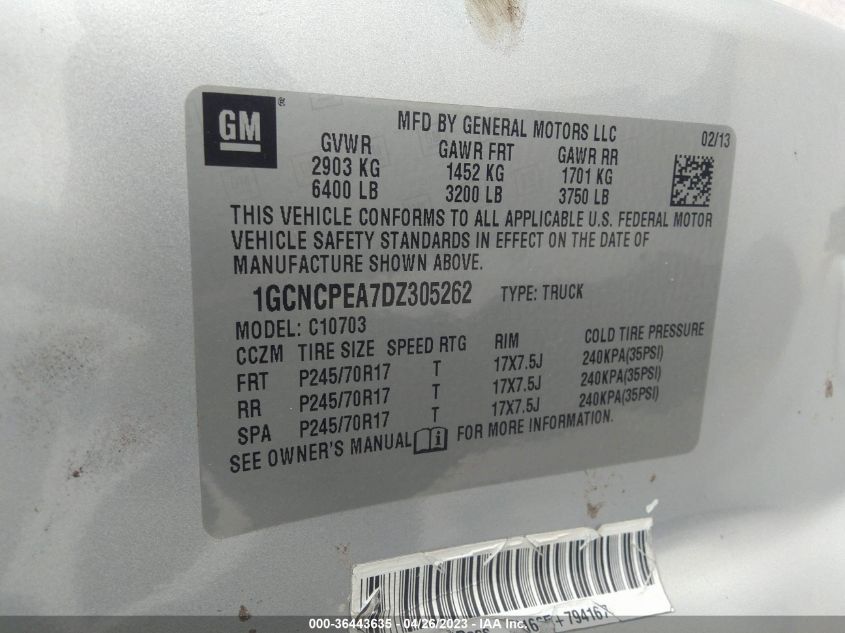 GM ®
MFD BY GENERAL MOTORS LLC 02/13
GVWR GAWR FRT GAWR RR
2903 KG 1452 KG 1701 KG
6400 LB 3200 LB 3750 LB
THIS VEHICLE CONFORMS TO ALL APPLICABLE U.S. FEDERAL MOTOR
VEHICLE SAFETY STANDARDS IN EFFECT ON THE DATE OF
MANUFACTURE SHOWN ABOVE.
1GCNCPEA7DZ305262 TYPE: TRUCK
MODEL: C10703
CCZM TIRE SIZE SPEED RTG RIM COLD TIRE PRESSURE
FRT P245/70R17 T 17X7.5J 240KPA(35PSI)
RR P245/70R17 T 17X7.5J 240KPA(35PSI)
SPA P245/70R17 T 17X7.5J 240KPA(35PSI)
SEE OWNER'S MANUAL FOR MORE INFORMATION.
000-36443635 - 04/26/2023 - IAAI.COM